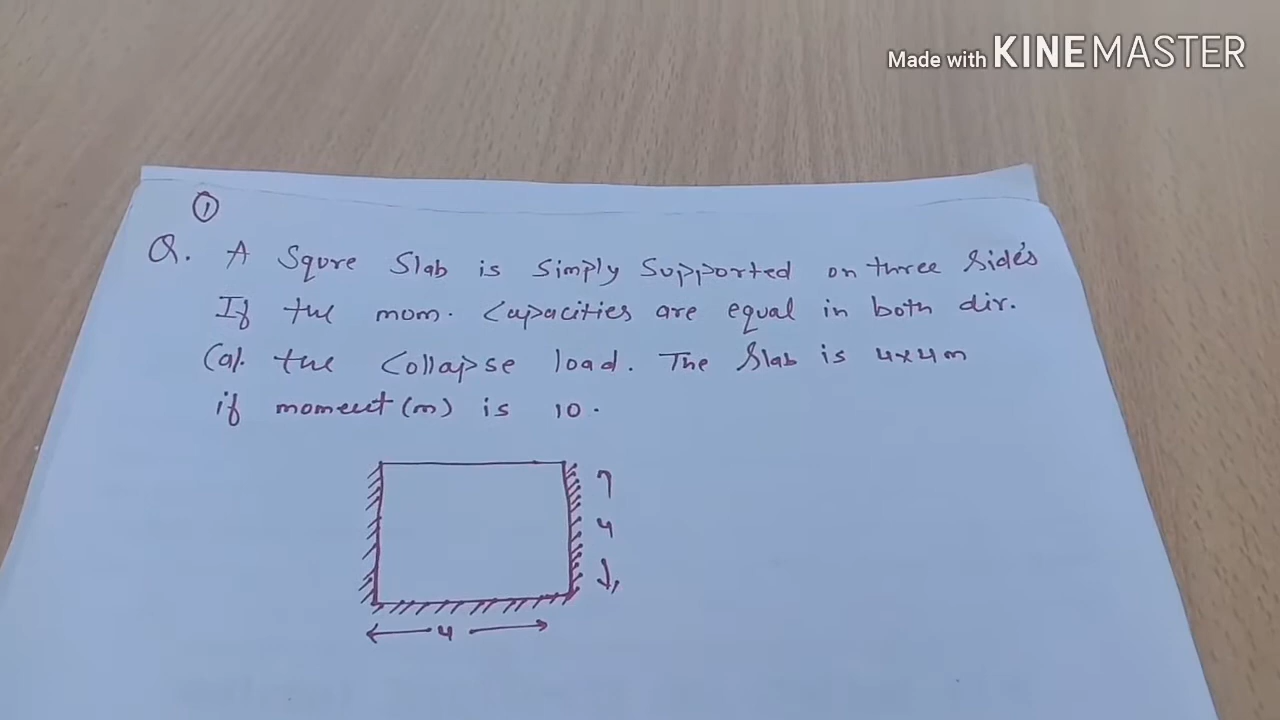 Made with KINEMASTER
①
Q. A Squre Slab is Simply Supported on three Side's
If the mom. Capacities are equal in both dir.
Cal. the Collapse load. The Slab is 4x4m
if moment (m) is 10.
4
4